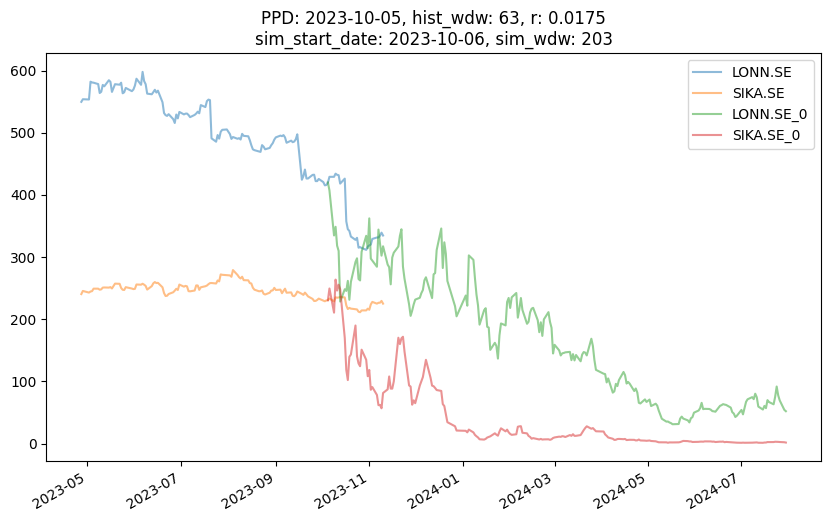 PPD: 2023-10-05, hist_wdw: 63, r: 0.0175
sim_start_date: 2023-10-06, sim_wdw: 203
LONN.SE
SIKA.SE
LONN.SE_0
SIKA.SE_0
600
500
400
300
200
100
0
2023-05
2023-07
2023-09
2023-11
2024-01
2024-03
2024-05
2024-07